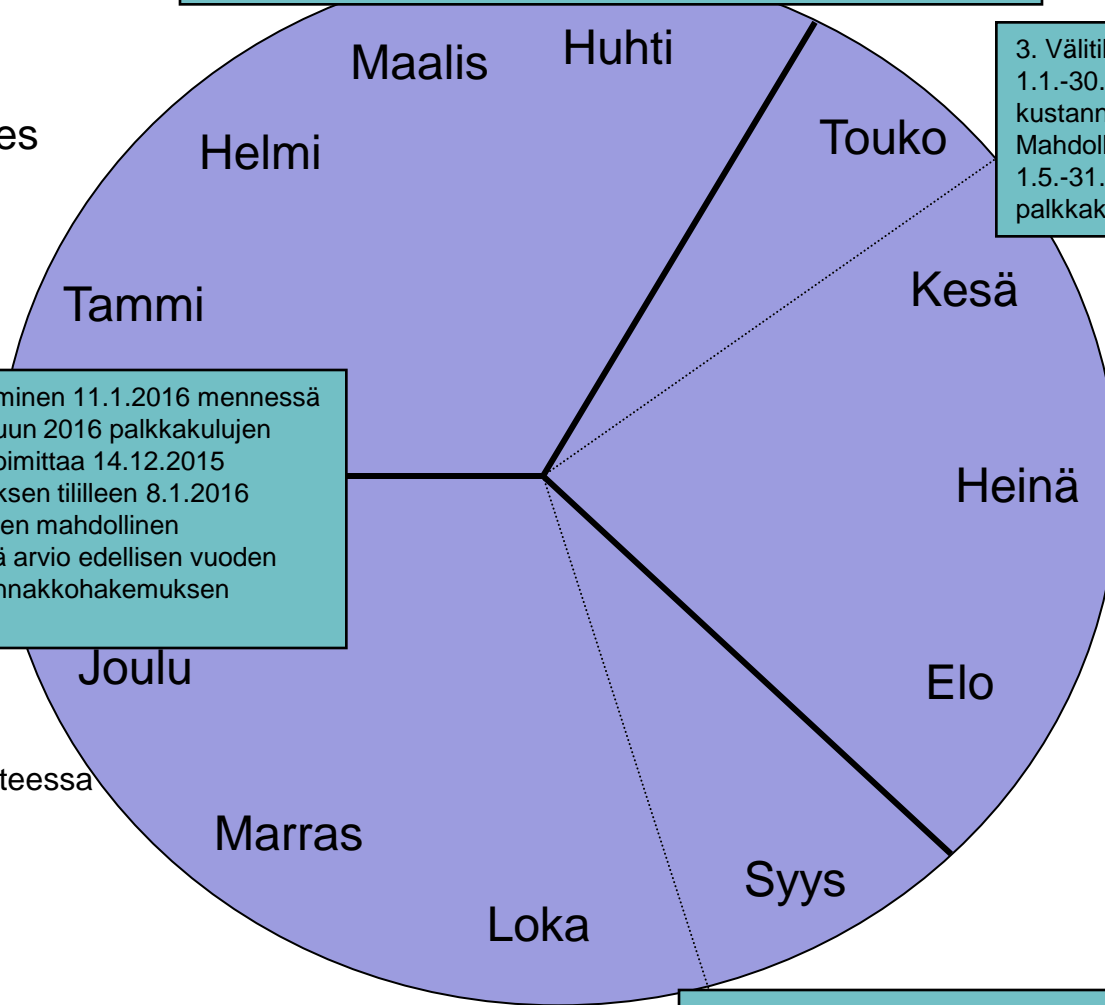 Maalis
Huhti
3. Väliti
1.1.-30.
kustann
Mahdoll
1.5.-31.
palkkak
es
Helmi
Touko
Tammi
Kesä
minen 11.1.2016 mennessä
uun 2016 palkkakulujen
oimittaa 14.12.2015
ksen tililleen 8.1.2016
en mahdollinen
ä arvio edellisen vuoden
nnakkohakemuksen
Heinä
Joulu
Elo
teessa
Marras
Syys
Loka